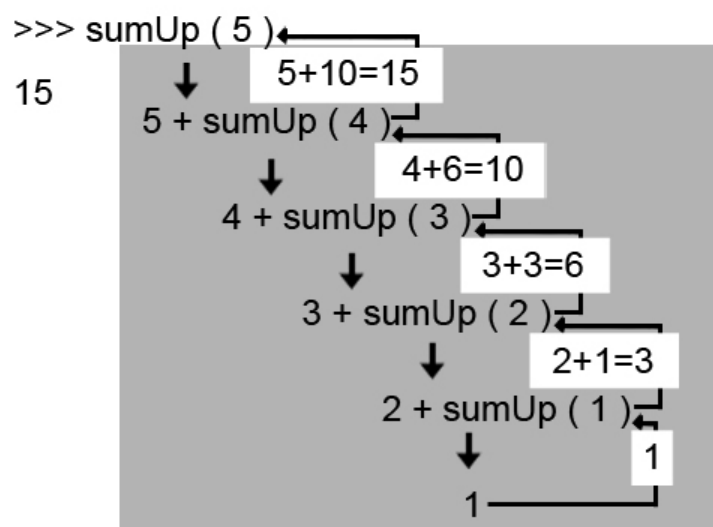 >>> sumUp ( 5 )
5+10=15
15
5 + sumUp ( 4 )
4+6=10
4 + sumUp ( 3 )
3+3=6
3 + sumUp ( 2 )
2+1=3
2 + sumUp ( 1 )
1
1